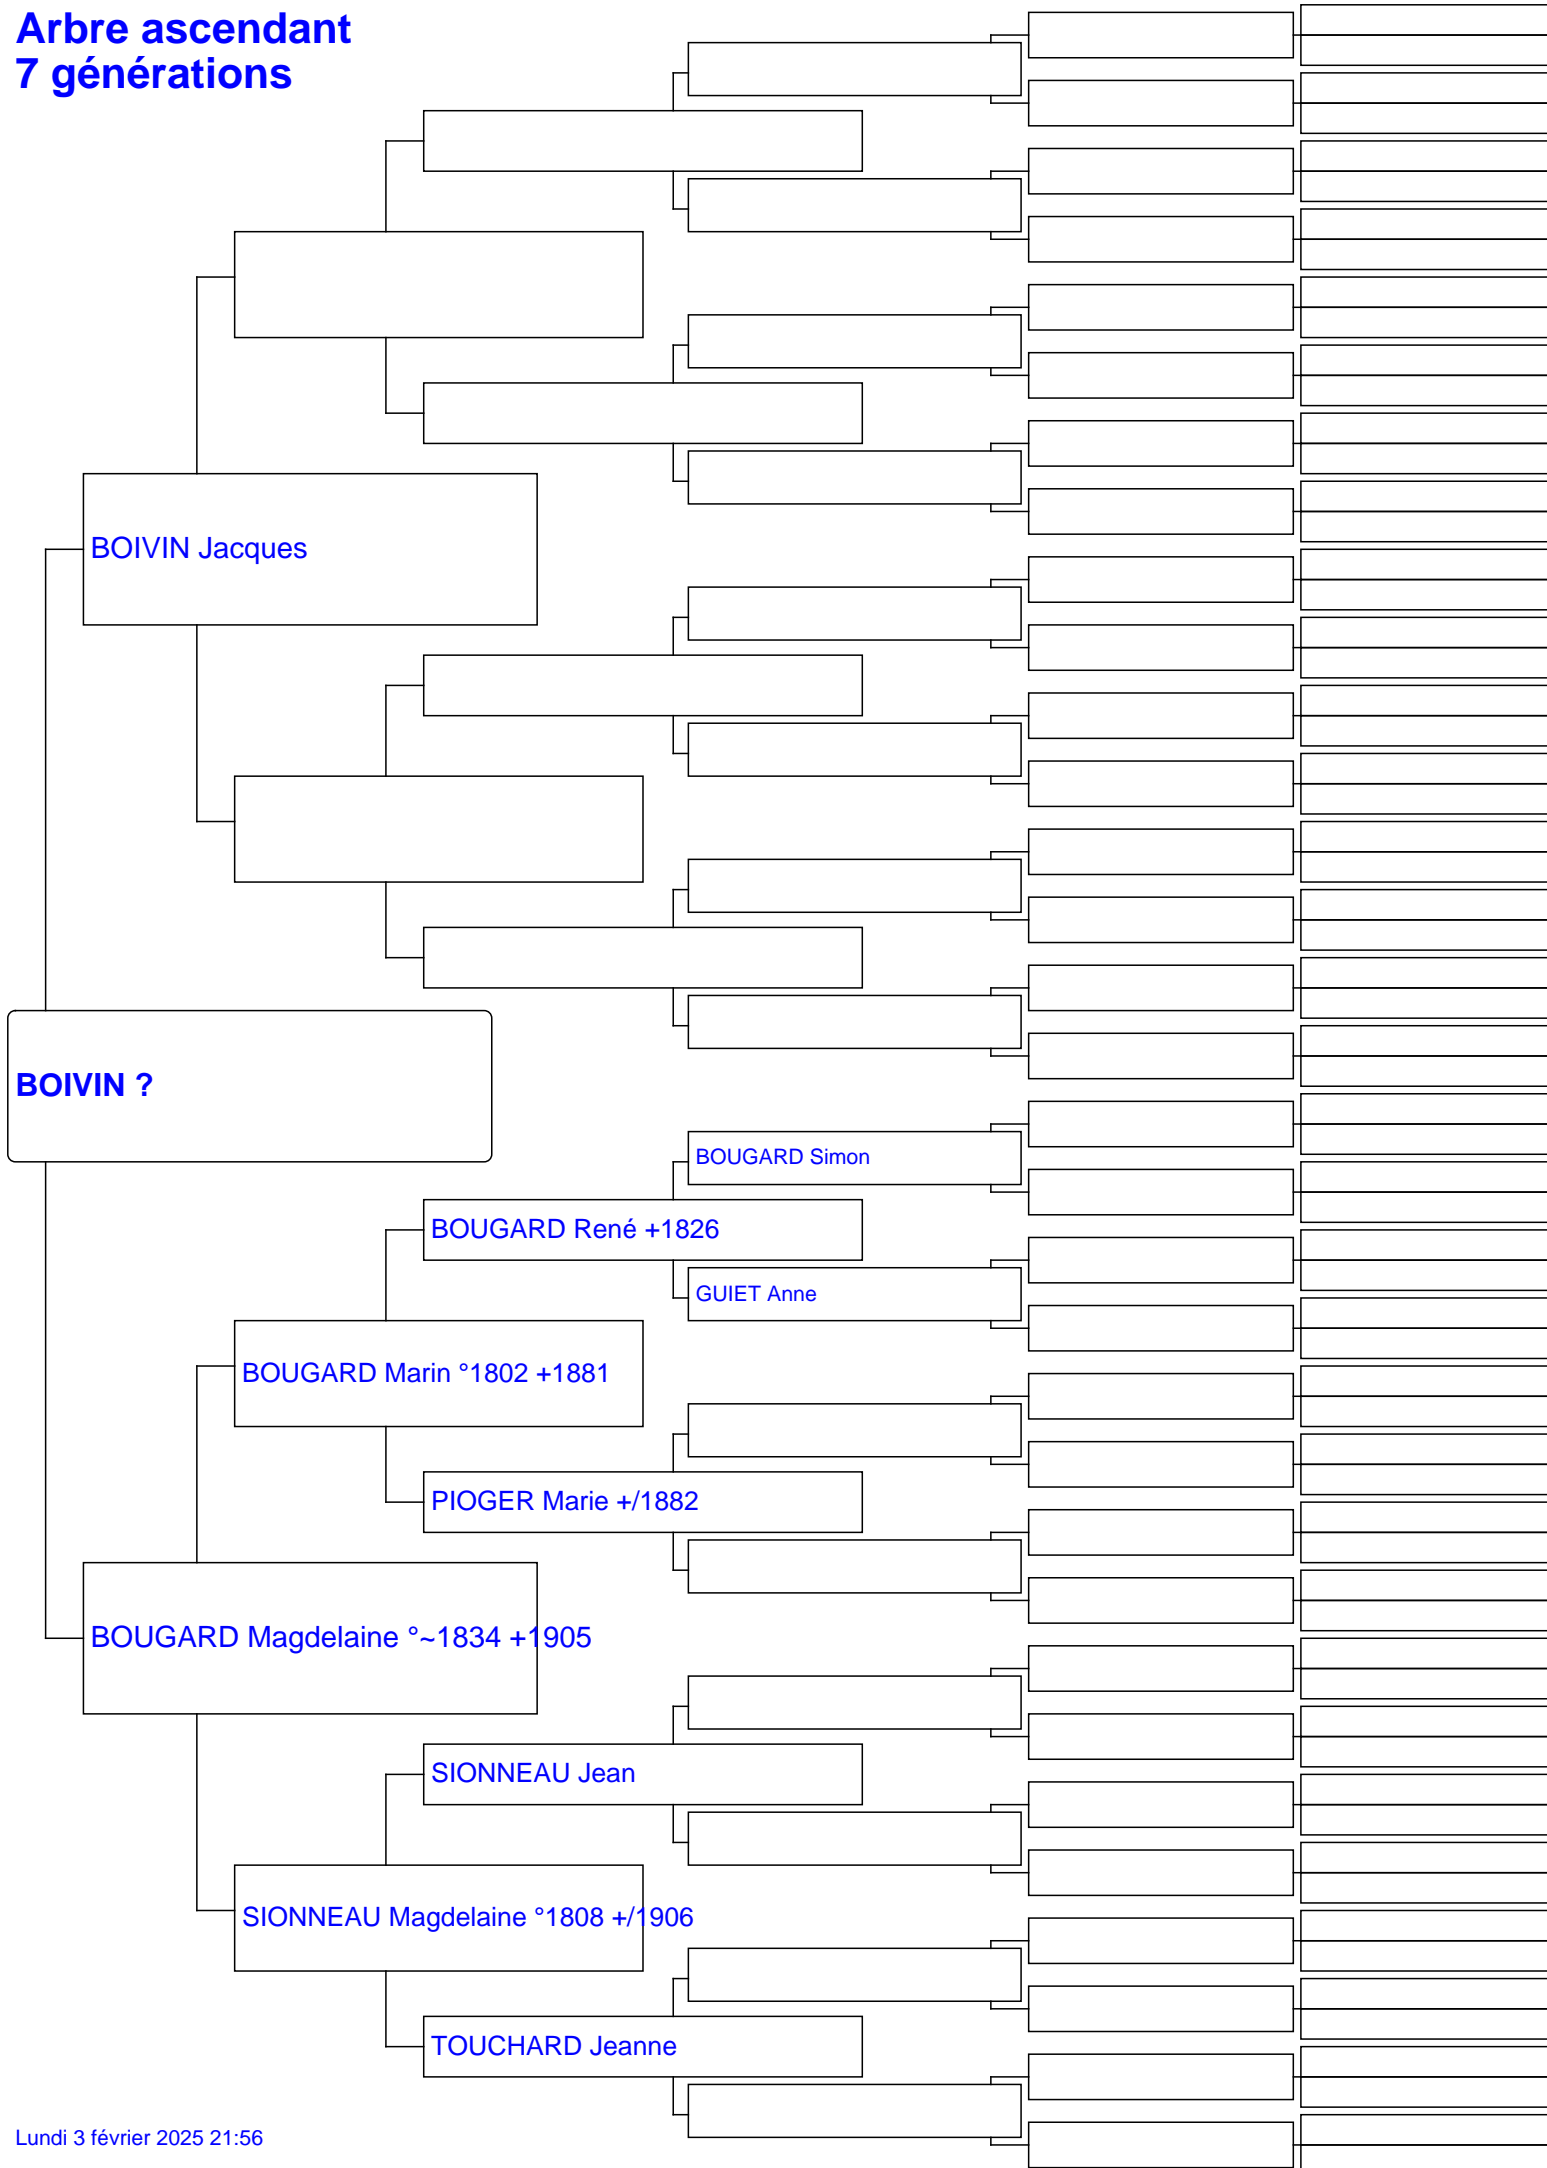 Arbre ascendant
7 générations
BOIVIN Jacques
BOIVIN ?
BOUGARD Simon
BOUGARD René +1826
GUIET Anne
BOUGARD Marin °1802 +1881
PIOGER Marie +/1882
BOUGARD Magdelaine °~1834 +1905
SIONNEAU Jean
SIONNEAU Magdelaine °1808 +/1906
TOUCHARD Jeanne
Lundi 3 février 2025 21:56